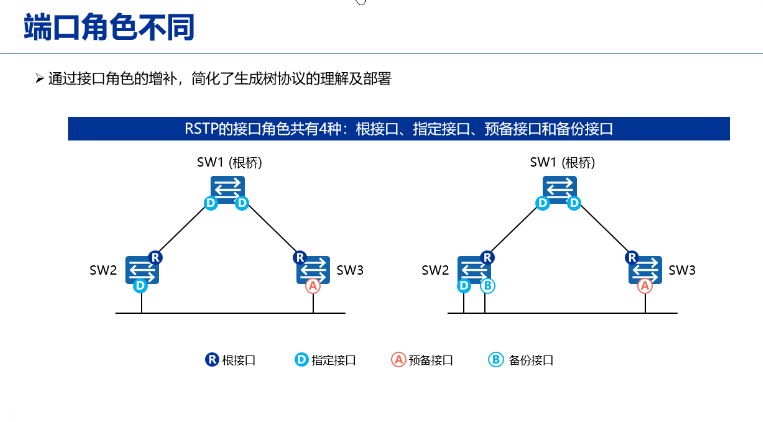 端口角色不同
通过接口角色的增补，简化了生成树协议的理解及部署
RSTP的接口角色共有4种：根接口、指定接口、预备接口和备份接口
SW1 (根桥)
D D
R R
SW2 SW3
D A
SW1 (根桥)
D D
R R
SW2 SW3
D B A
R 根接口 D 指定接口 A 预备接口 B 备份接口